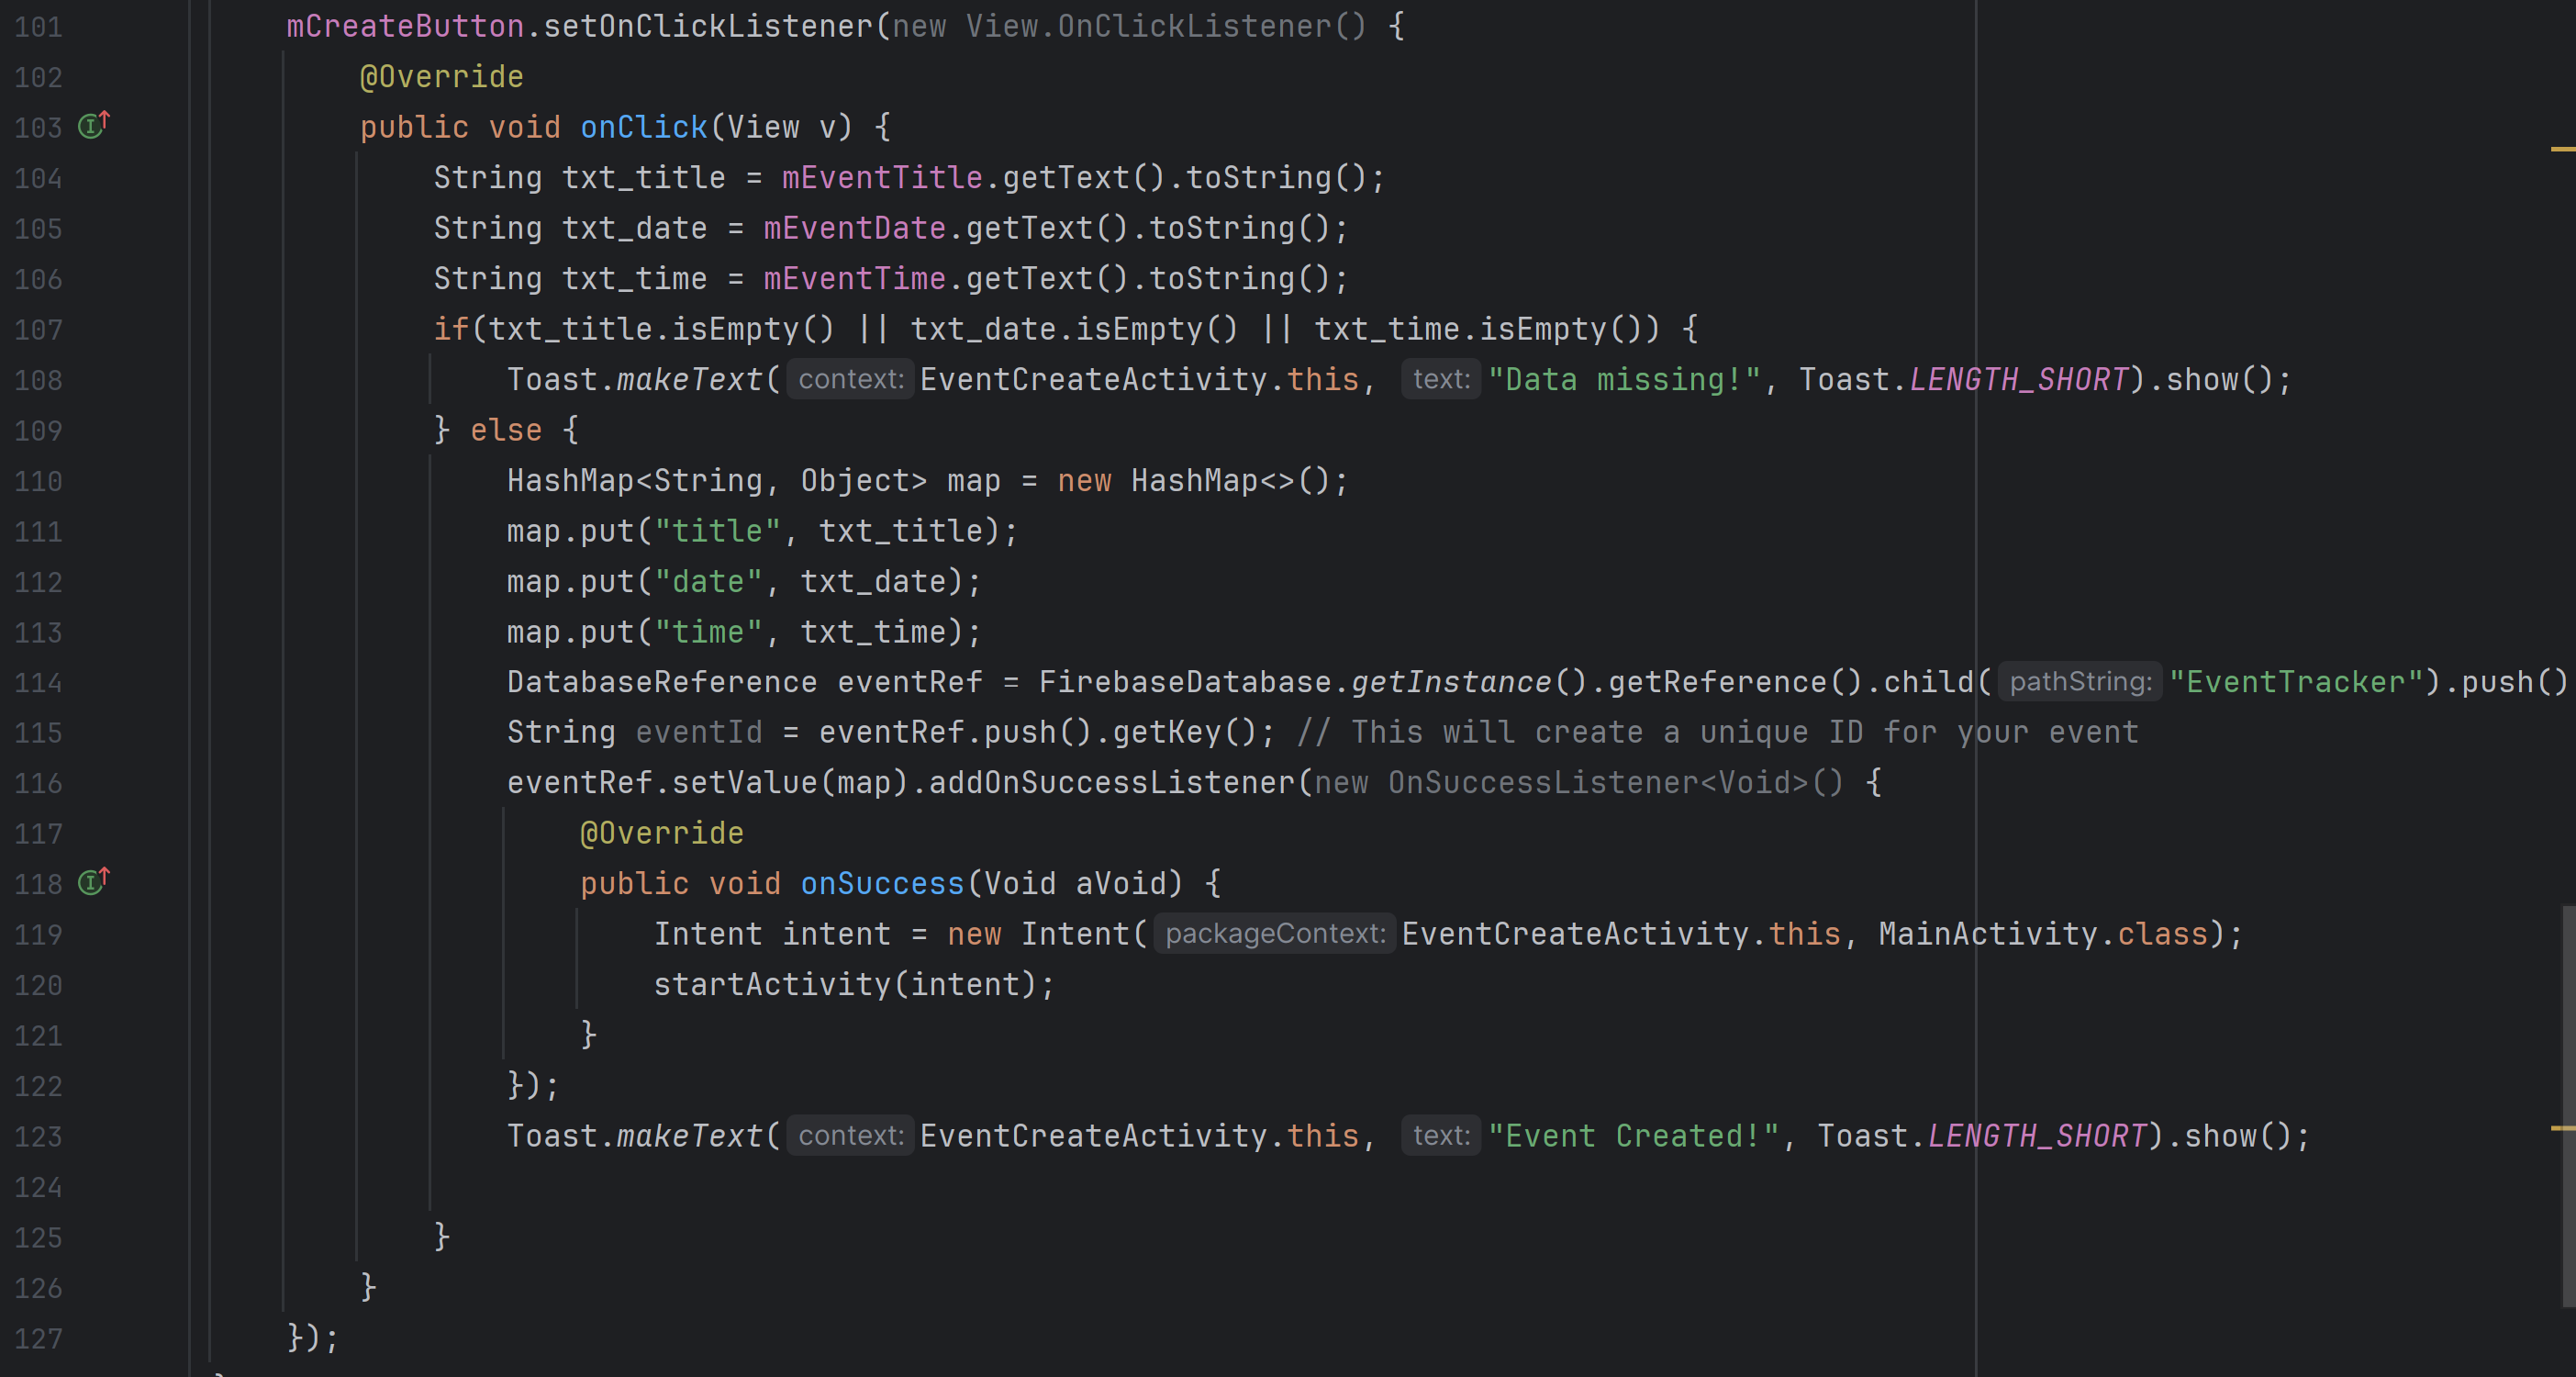 101 mCreateButton.setOnClickListener(new View.OnClickListener() {
102 @Override
103 public void onClick(View v) {
104 String txt_title = mEventTitle.getText().toString();
105 String txt_date = mEventDate.getText().toString();
106 String txt_time = mEventTime.getText().toString();
107 if(txt_title.isEmpty() || txt_date.isEmpty() || txt_time.isEmpty()) {
108 Toast.makeText( context: EventCreateActivity.this, text: "Data missing!", Toast.LENGTH_SHORT).show();
109 } else {
110 HashMap<String, Object> map = new HashMap<>();
111 map.put("title", txt_title);
112 map.put("date", txt_date);
113 map.put("time", txt_time);
114 DatabaseReference eventRef = FirebaseDatabase.getInstance().getReference().child( pathString: "EventTracker").push()
115 String eventId = eventRef.push().getKey(); // This will create a unique ID for your event
116 eventRef.setValue(map).addOnSuccessListener(new OnSuccessListener<Void>() {
117 @Override
118 public void onSuccess(Void aVoid) {
119 Intent intent = new Intent( packageContext: EventCreateActivity.this, MainActivity.class);
120 startActivity(intent);
121 }
122 });
123 Toast.makeText( context: EventCreateActivity.this, text: "Event Created!", Toast.LENGTH_SHORT).show();
124
125 }
126 }
127 });